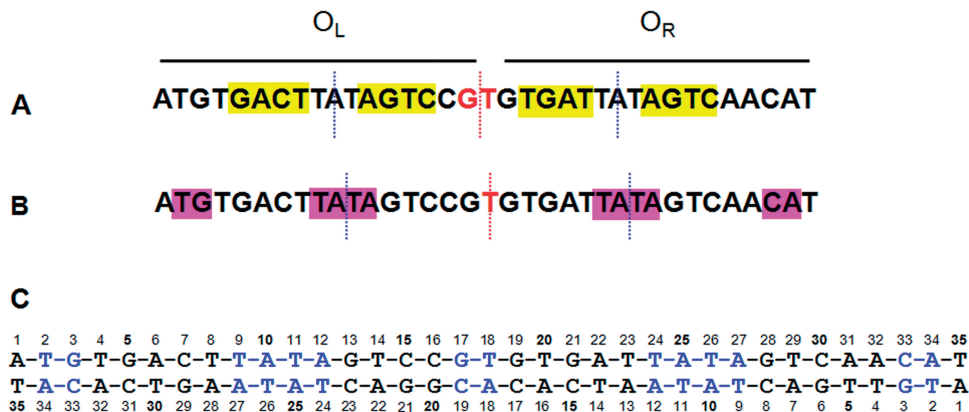 O_L O_R
A ATGTGACTTATAGTCCGTGTGATTATAGTCAACAT
B ATGTGACTTATAGTCCGTGTGATTATAGTCAACAT
C
1 2 3 4 5 6 7 8 9 10 11 12 13 14 15 16 17 18 19 20 21 22 23 24 25 26 27 28 29 30 31 32 33 34 35
A-T-G-T-G-A-C-T-T-A-T-A-G-T-C-C-G-T-G-T-G-A-T-T-A-T-A-G-T-C-A-A-C-A-T
T-A-C-A-C-T-G-A-A-T-A-T-C-A-G-G-C-A-C-A-C-T-A-A-T-A-T-C-A-G-T-T-G-T-A
35 34 33 32 31 30 29 28 27 26 25 24 23 22 21 20 19 18 17 16 15 14 13 12 11 10 9 8 7 6 5 4 3 2 1